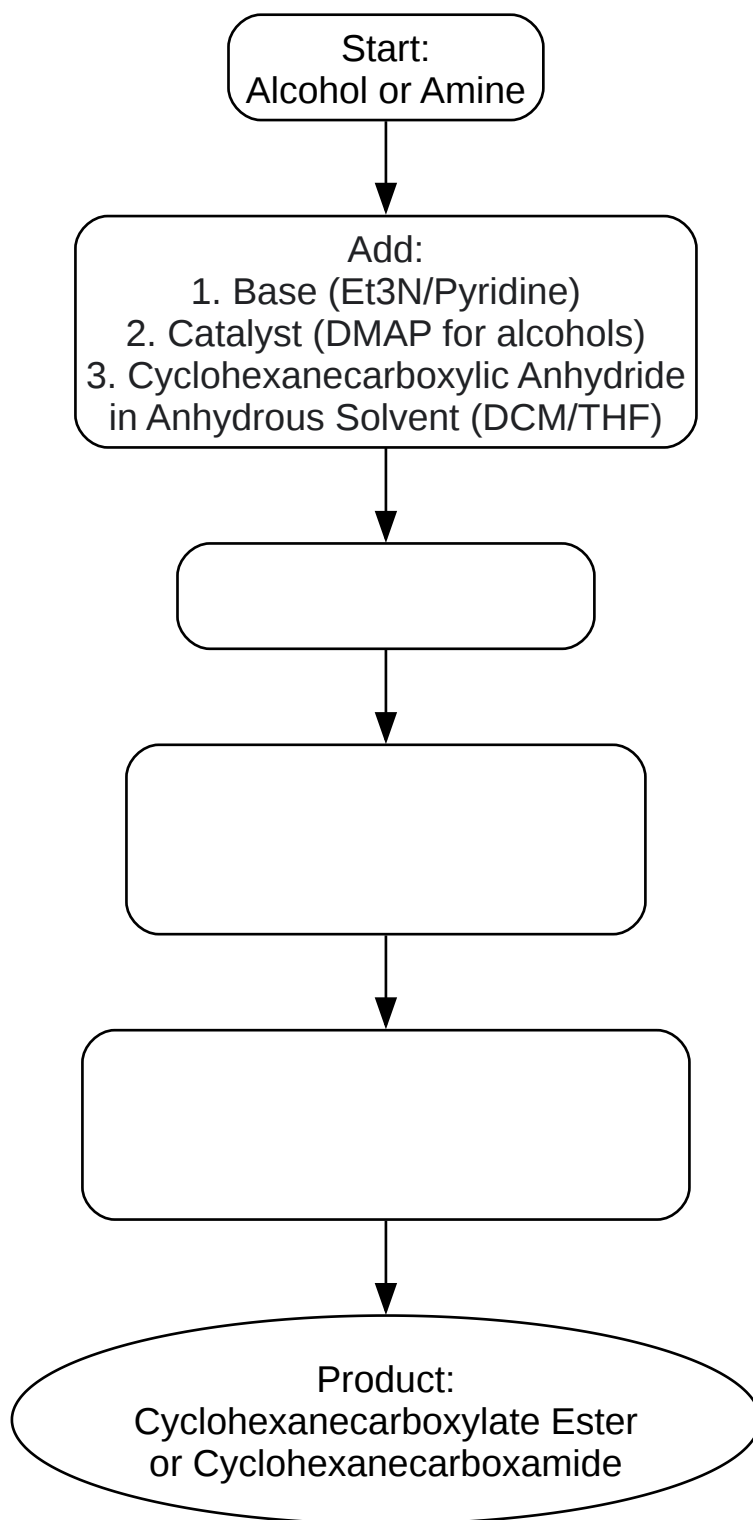 Start:
Alcohol or Amine
Add:
1. Base (Et3N/Pyridine)
2. Catalyst (DMAP for alcohols)
3. Cyclohexanecarboxylic Anhydride
in Anhydrous Solvent (DCM/THF)
Product:
Cyclohexanecarboxylate Ester
or Cyclohexanecarboxamide